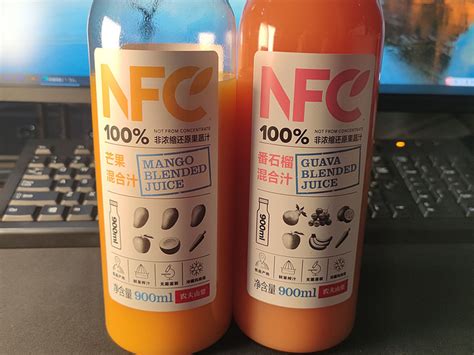 NFC
100%
NOT FROM CONCENTRATE
非浓缩还原果蔬汁
芒果
混合汁
MANGO
BLENDED
JUICE
900ml
净含量 900ml
农夫山泉
NFC
100%
NOT FROM CONCENTRATE
非浓缩还原果蔬汁
番石榴
混合汁
GUAVA
BLENDED
JUICE
900ml
净含量 900ml
农夫山泉